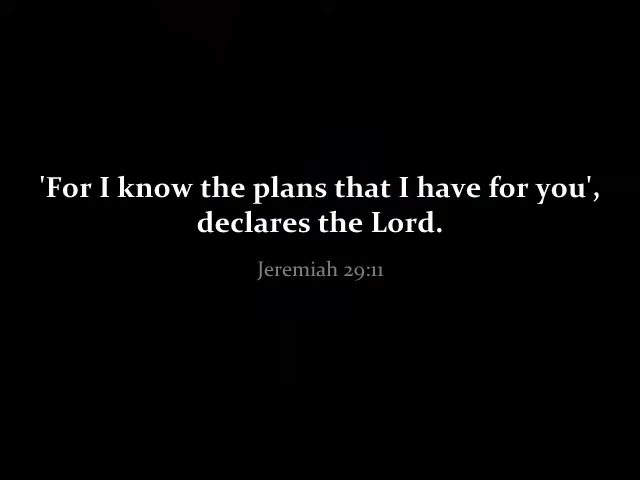 'For I know the plans that I have for you',
declares the Lord.
Jeremiah 29:11